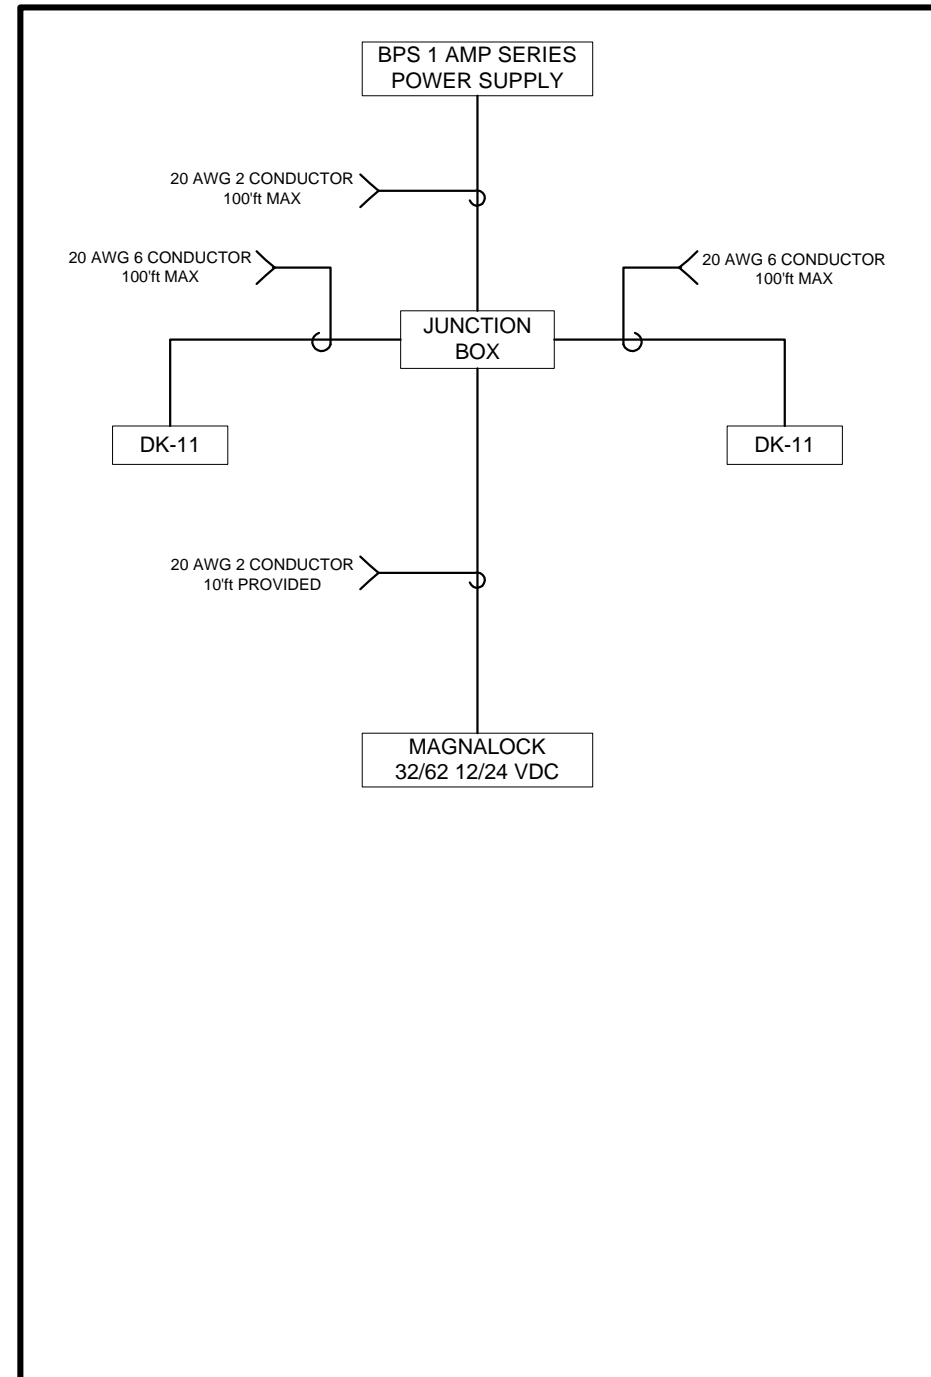 BPS 1 AMP SERIES
POWER SUPPLY
20 AWG 2 CONDUCTOR
100'ft MAX
20 AWG 6 CONDUCTOR
100'ft MAX
20 AWG 6 CONDUCTOR
100'ft MAX
JUNCTION
BOX
DK-11
DK-11
20 AWG 2 CONDUCTOR
10'ft PROVIDED
MAGNALOCK
32/62 12/24 VDC